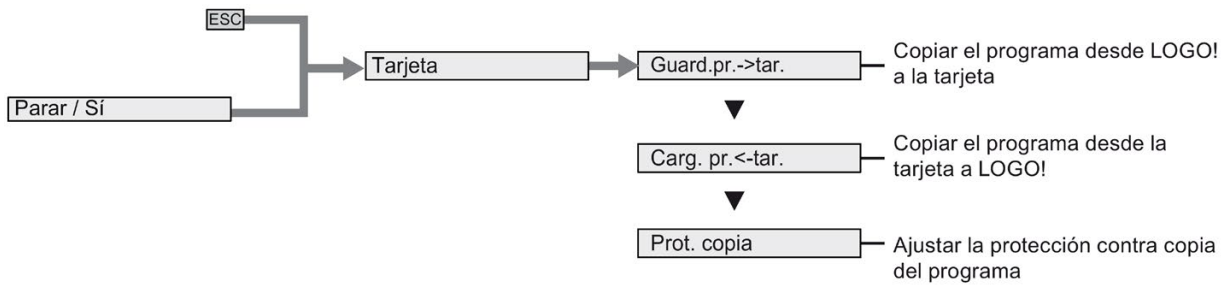 ESC
Parar / Sí
Tarjeta
Guard.pr.->tar.
Copiar el programa desde LOGO!
a la tarjeta
Carg. pr.<-tar.
Copiar el programa desde la
tarjeta a LOGO!
Prot. copia
Ajustar la protección contra copia
del programa